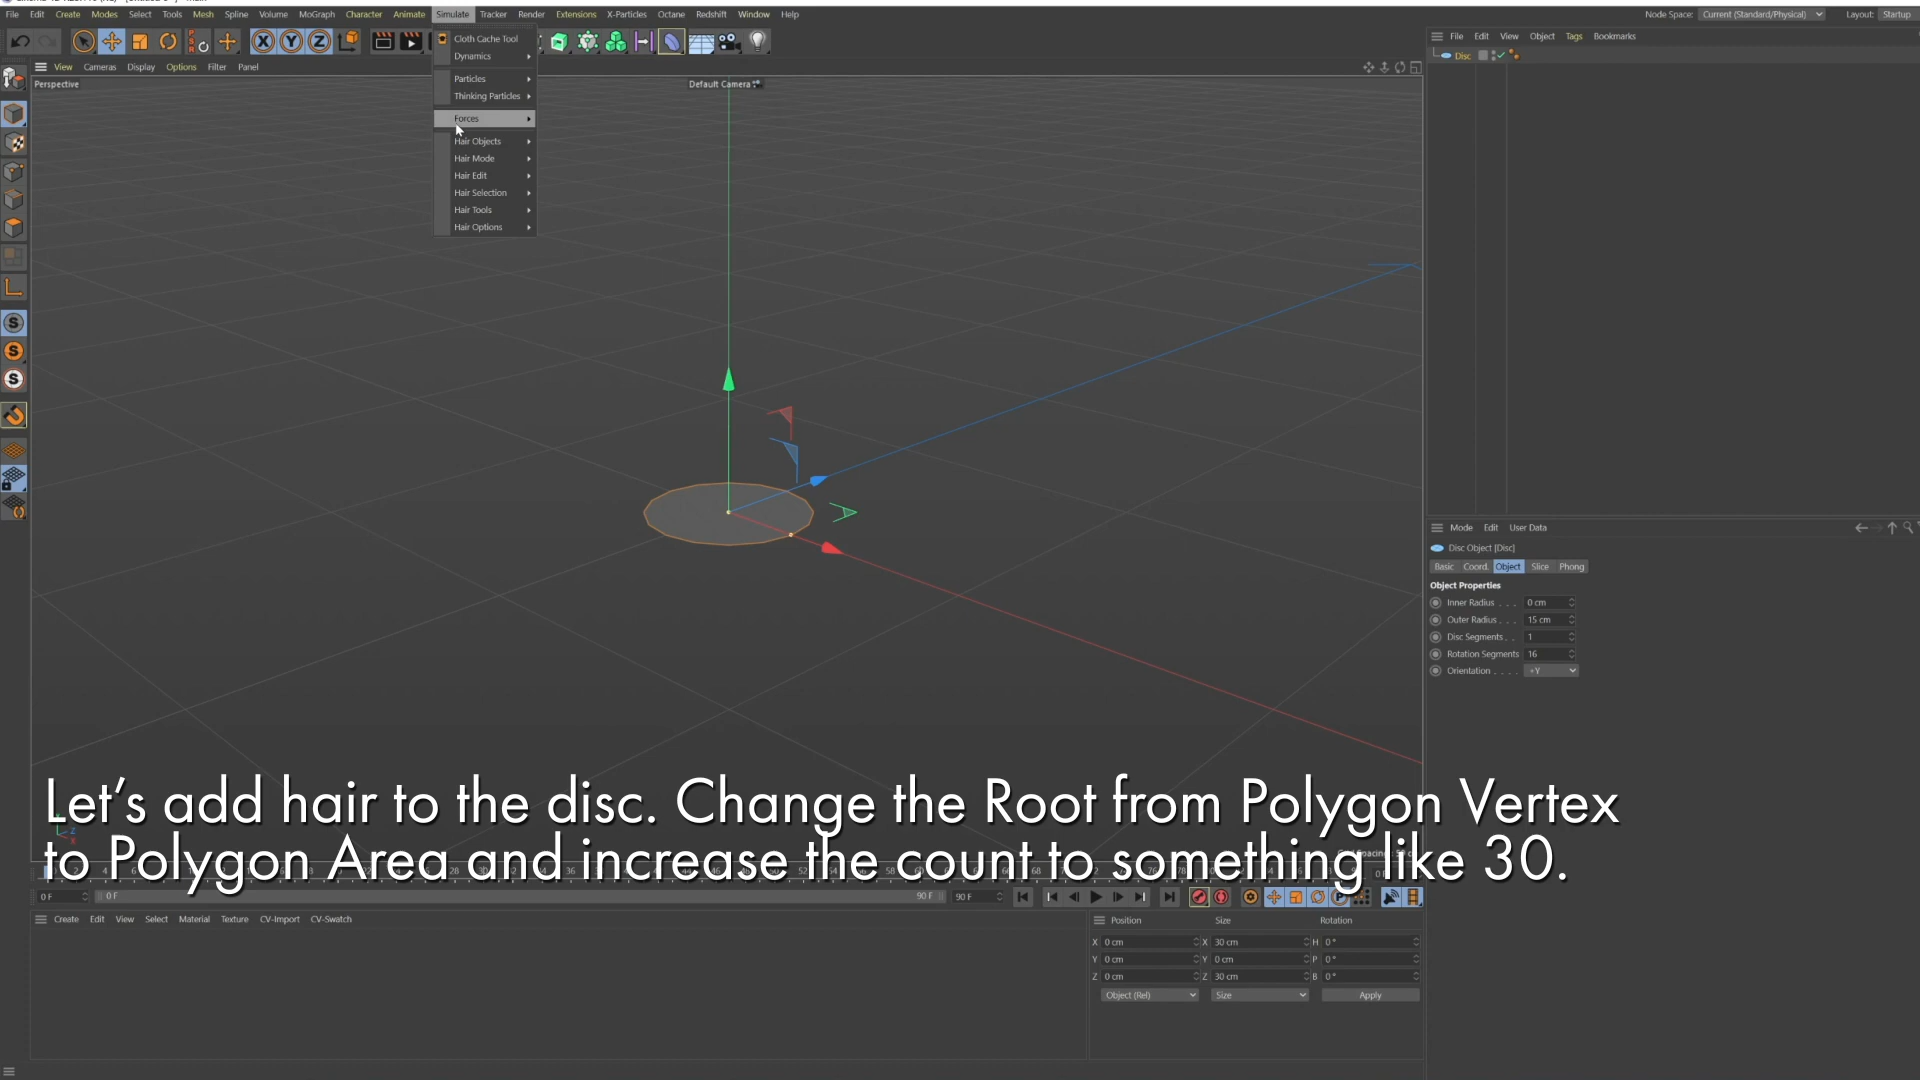 File Edit Create Modes Select Tools Mesh Spline Volume MoGraph Character Animate Simulate Tracker Render Extensions X-Particles Octane Redshift Window Help
Node Space: Current (Standard/Physical) Layout: Startup
View Cameras Display Options Filter Panel
Perspective
Default Camera
Cloth Cache Tool
Dynamics
Particles
Thinking Particles
Forces
Hair Objects
Hair Mode
Hair Edit
Hair Selection
Hair Tools
Hair Options
File Edit View Object Tags Bookmarks
Disc
Mode Edit User Data
Disc Object [Disc]
Basic Coord. Object Slice Phong
Object Properties
Inner Radius . . . 0 cm
Outer Radius . . . 15 cm
Disc Segments . . 1
Rotation Segments 16
Orientation . . . . +Y
Let's add hair to the disc. Change the Root from Polygon Vertex
to Polygon Area and increase the count to something like 30.
0 F 0 F 90 F 90 F
Create Edit View Select Material Texture CV-Import CV-Swatch
Position Size Rotation
X 0 cm X 30 cm H 0°
Y 0 cm Y 0 cm P 0°
Z 0 cm Z 30 cm B 0°
Object (Rel) Size Apply